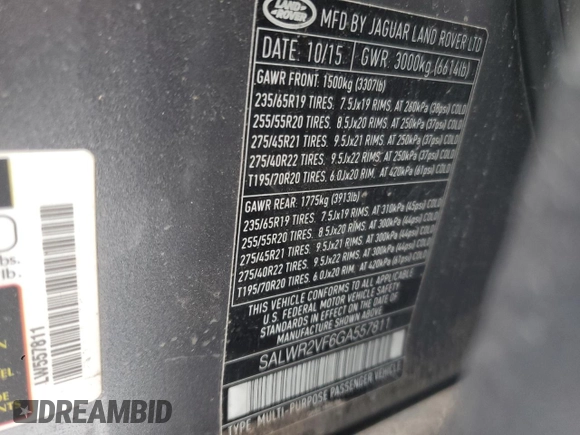 LAND
ROVER
MFD BY JAGUAR LAND ROVER LTD
DATE: 10/15
GWR: 3000kg (6614lb)
GAWR FRONT: 1500kg (3307lb)
235/65R19 TIRES. 7.5Jx19 RIMS. AT 260kPa (38psi) COLD
255/55R20 TIRES. 8.5Jx20 RIMS. AT 250kPa (37psi) COLD
275/45R21 TIRES. 9.5Jx21 RIMS. AT 250kPa (37psi) COLD
275/40R22 TIRES. 9.5Jx22 RIMS. AT 250kPa (37psi) COLD
T195/70R20 TIRES. 6.0Jx20 RIM. AT 420kPa (61psi) COLD
GAWR REAR: 1775kg (3913lb)
235/65R19 TIRES. 7.5Jx19 RIMS. AT 310kPa (45psi) COLD
255/55R20 TIRES. 8.5Jx20 RIMS. AT 300kPa (44psi) COLD
275/45R21 TIRES. 9.5Jx21 RIMS. AT 300kPa (44psi) COLD
275/40R22 TIRES. 9.5Jx22 RIMS. AT 300kPa (44psi) COLD
T195/70R20 TIRES. 6.0Jx20 RIM. AT 420kPa (61psi) COLD
THIS VEHICLE CONFORMS TO ALL APPLICABLE
U.S. FEDERAL MOTOR VEHICLE SAFETY
STANDARDS IN EFFECT ON THE DATE OF
MANUFACTURE SHOWN ABOVE.
SALWR2VF6GA557811
TYPE: MULTI-PURPOSE PASSENGER VEHICLE
bs.
lb.
LW557811
DREAMBID